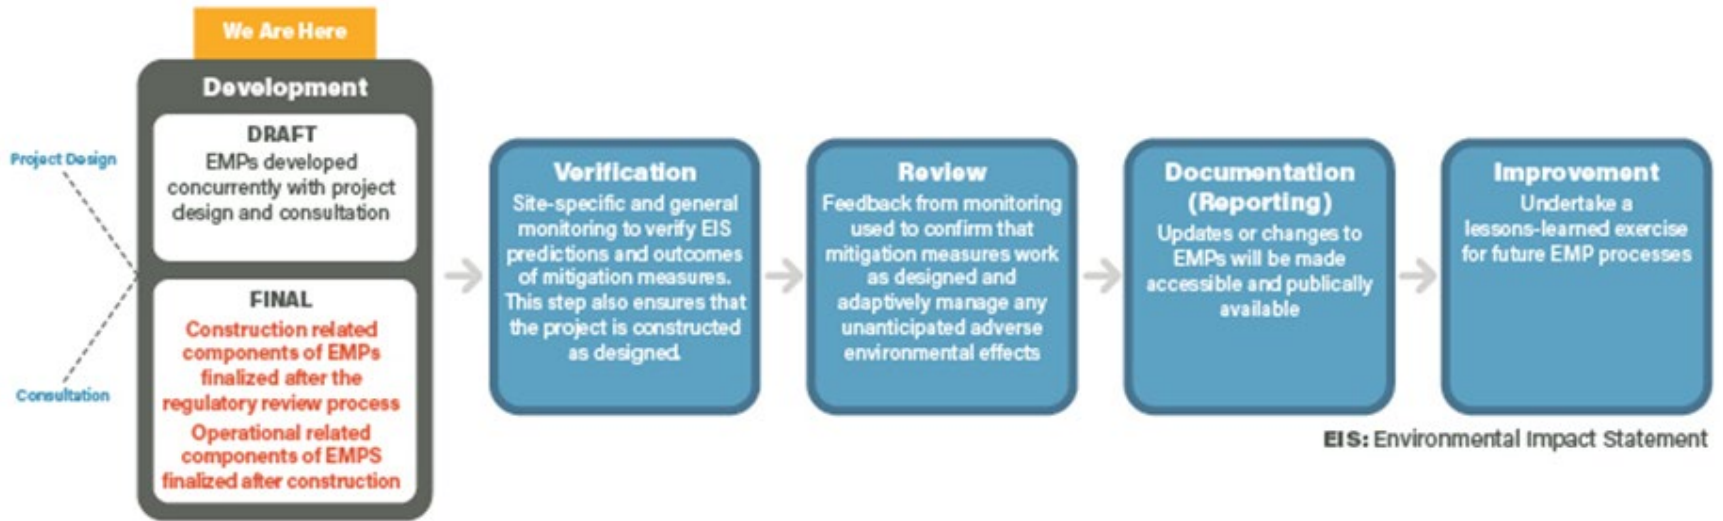 We Are Here
Development
DRAFT
EMPs developed
concurrently with project
design and consultation
Project Design
Consultation
FINAL
Construction related
components of EMPs
finalized after the
regulatory review process
Operational related
components of EMPS
finalized after construction
Verification
Site-specific and general
monitoring to verify EIS
predictions and outcomes
of mitigation measures.
This step also ensures that
the project is constructed
as designed.
Review
Feedback from monitoring
used to confirm that
mitigation measures work
as designed and
adaptively manage any
unanticipated adverse
environmental effects
Documentation
(Reporting)
Updates or changes to
EMPs will be made
accessible and publically
available
Improvement
Undertake a
lessons-learned exercise
for future EMP processes
EIS: Environmental Impact Statement